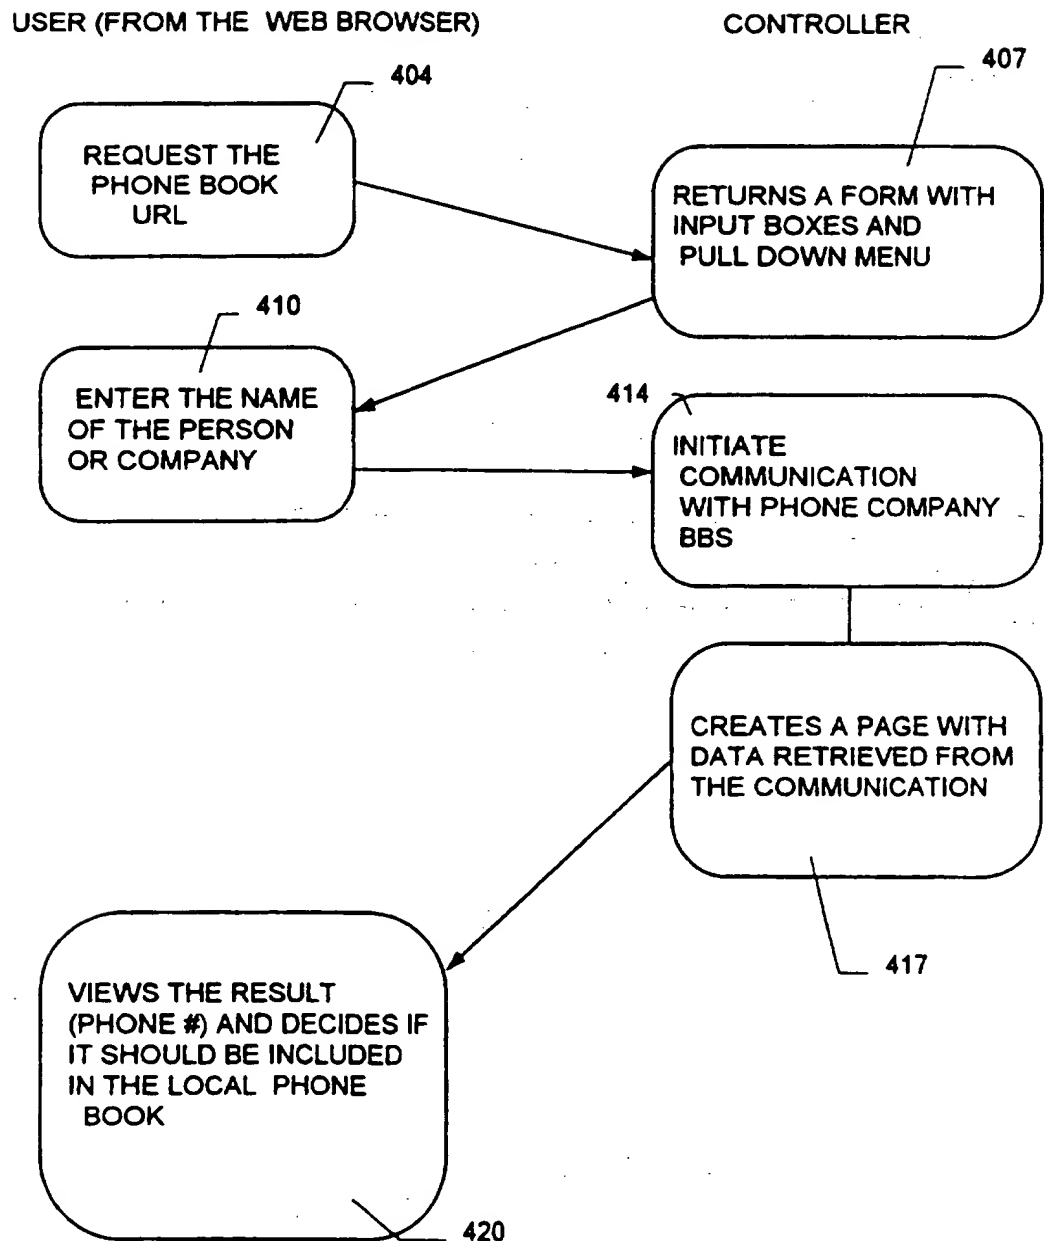 USER (FROM THE WEB BROWSER)
CONTROLLER
404
407
REQUEST THE
PHONE BOOK
URL
RETURNS A FORM WITH
INPUT BOXES AND
PULL DOWN MENU
410
ENTER THE NAME
OF THE PERSON
OR COMPANY
414
INITIATE
COMMUNICATION
WITH PHONE COMPANY
BBS
CREATES A PAGE WITH
DATA RETRIEVED FROM
THE COMMUNICATION
417
VIEWS THE RESULT
(PHONE #) AND DECIDES IF
IT SHOULD BE INCLUDED
IN THE LOCAL PHONE
BOOK
420